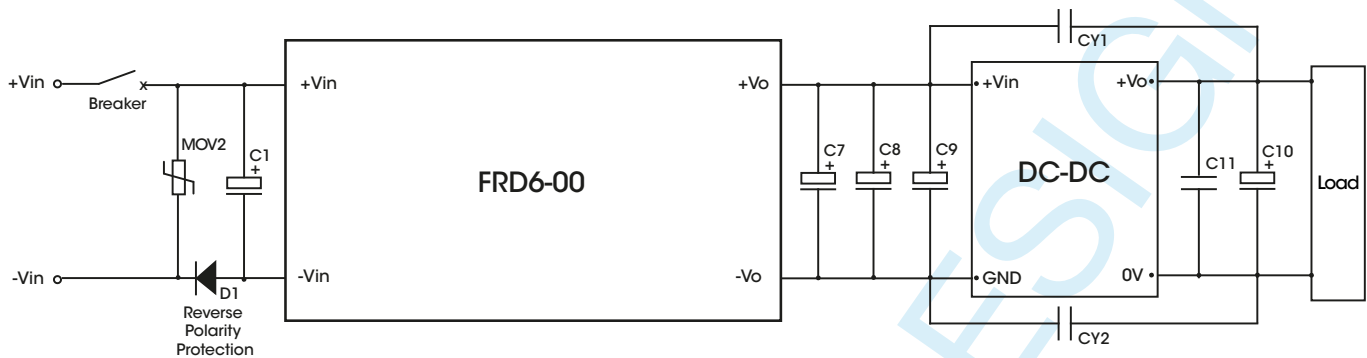 +Vin
Breaker
x
MOV2
C1
+
-Vin
D1
Reverse
Polarity
Protection
+Vin
-Vin
FRD6-00
+Vo
-Vo
C7
+
C8
+
C9
+
CY1
+Vin
GND
DC-DC
+Vo
0V
CY2
C11
C10
+
Load
ESIG